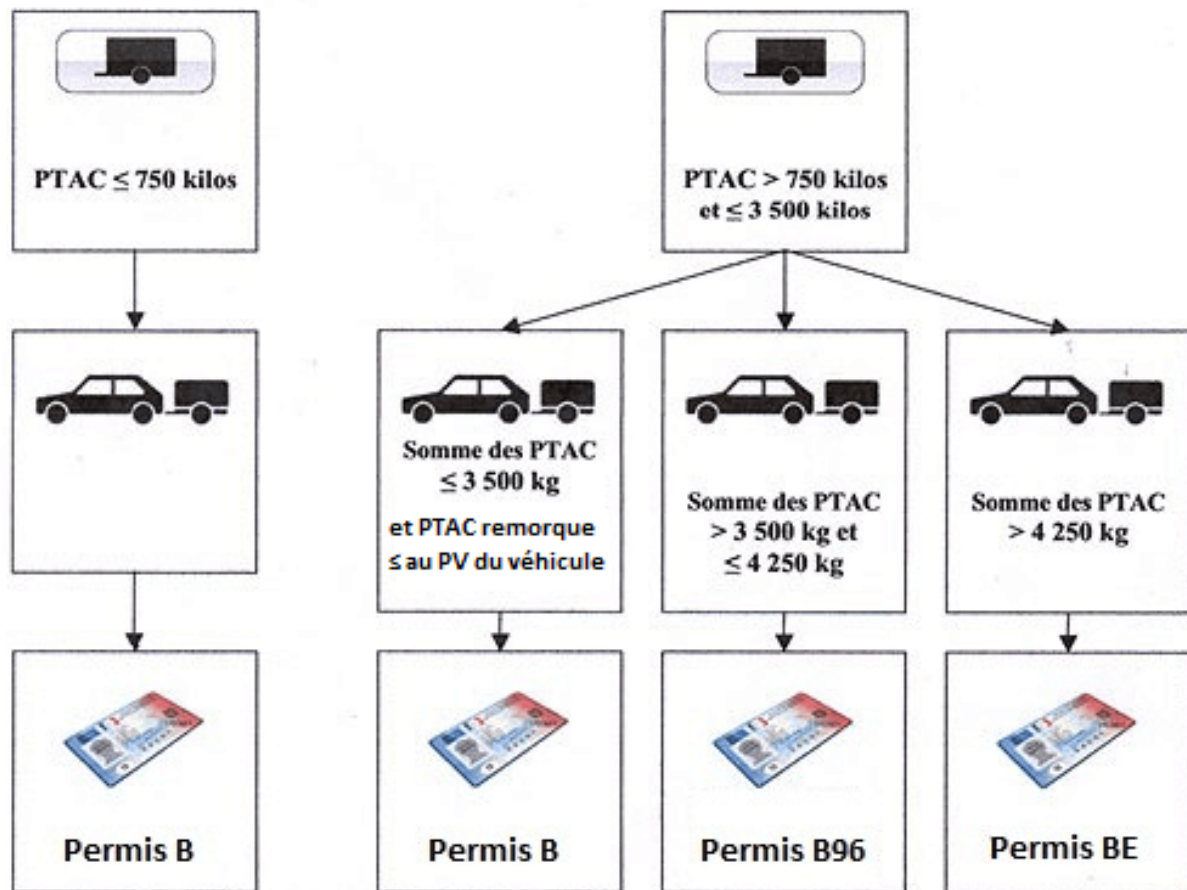 PTAC ≤ 750 kilos
PTAC > 750 kilos
et ≤ 3 500 kilos
Somme des PTAC
≤ 3 500 kg
et PTAC remorque
≤ au PV du véhicule
Somme des PTAC
> 3 500 kg et
≤ 4 250 kg
Somme des PTAC
> 4 250 kg
Permis B
Permis B
Permis B96
Permis BE